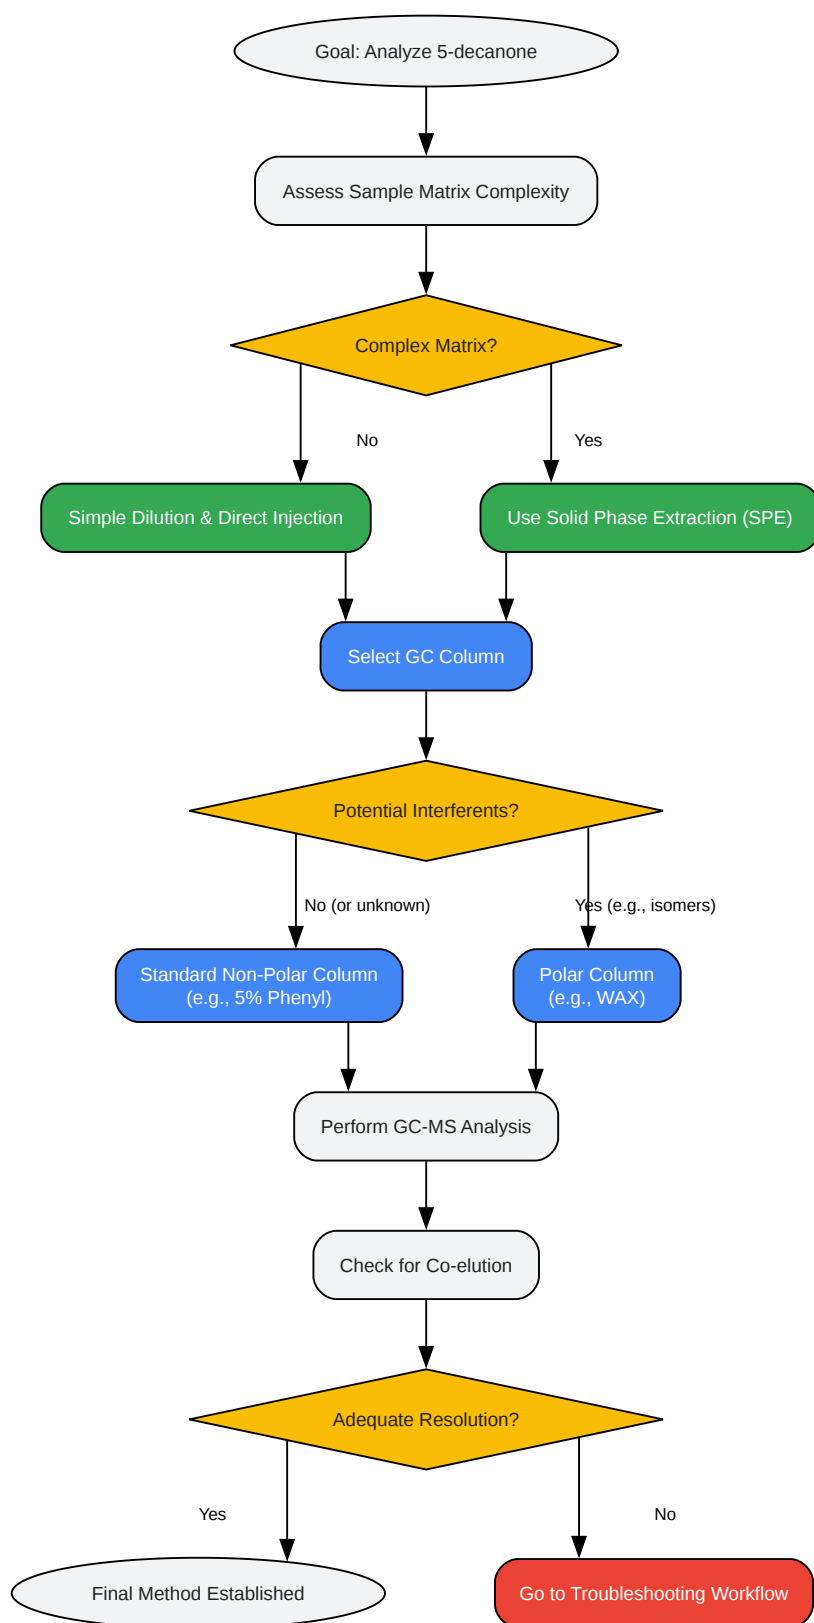 Goal: Analyze 5-decanone
Assess Sample Matrix Complexity
Complex Matrix?
No
Yes
Simple Dilution & Direct Injection
Use Solid Phase Extraction (SPE)
Select GC Column
Potential Interferents?
No (or unknown)
Yes (e.g., isomers)
Standard Non-Polar Column
(e.g., 5% Phenyl)
Polar Column
(e.g., WAX)
Perform GC-MS Analysis
Check for Co-elution
Adequate Resolution?
Yes
No
Final Method Established
Go to Troubleshooting Workflow